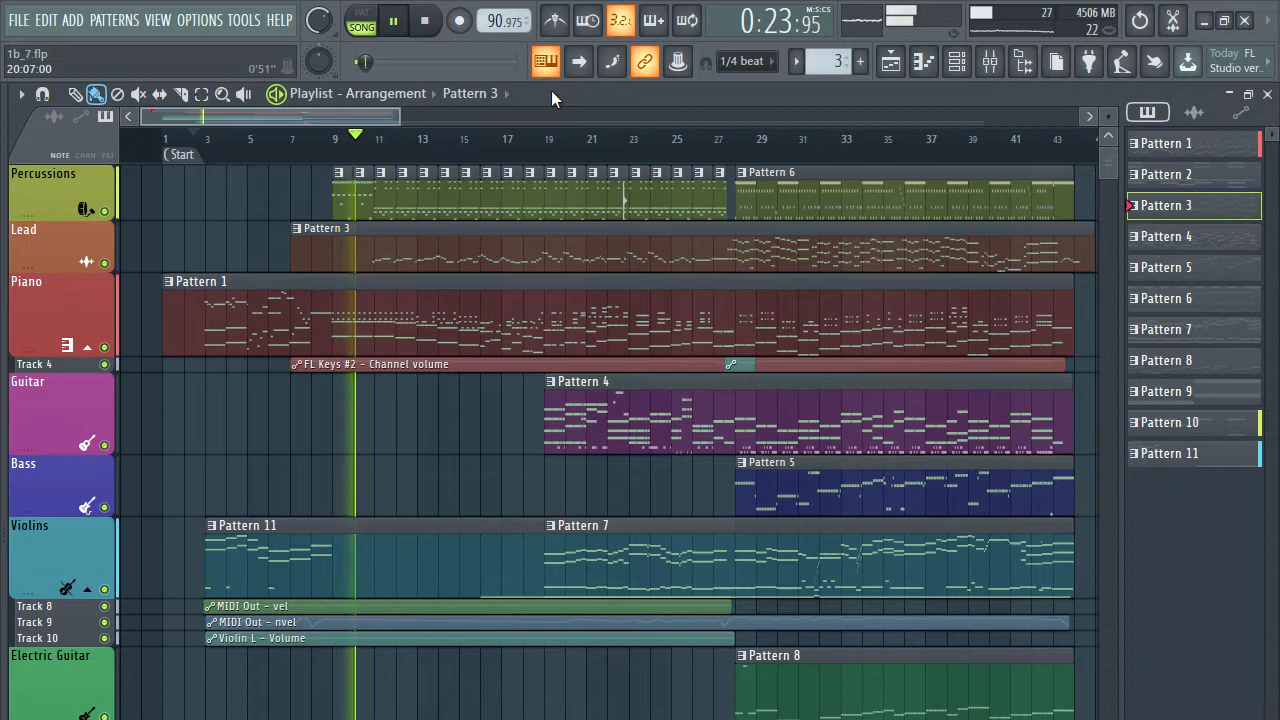 FILE EDIT ADD PATTERNS VIEW OPTIONS TOOLS HELP
PAT
SONG
90.975
3.2.
0:23:95
M:S:CS
27
4506 MB
22
1b_7.flp
20:07:00
0'51"
1/4 beat
3
Today FL
Studio ver..
Playlist - Arrangement Pattern 3
NOTE CHAN PAT
1 3 5 7 9 11 13 15 17 19 21 23 25 27 29 31 33 35 37 39 41 43
Start
Percussions
Pattern 6
Lead
Pattern 3
Piano
Pattern 1
Track 4
FL Keys #2 - Channel volume
Guitar
Pattern 4
Bass
Pattern 5
Violins
Pattern 11
Pattern 7
Track 8
MIDI Out - vel
Track 9
MIDI Out - nvel
Track 10
Violin L - Volume
Electric Guitar
Pattern 8
Pattern 1
Pattern 2
Pattern 3
Pattern 4
Pattern 5
Pattern 6
Pattern 7
Pattern 8
Pattern 9
Pattern 10
Pattern 11